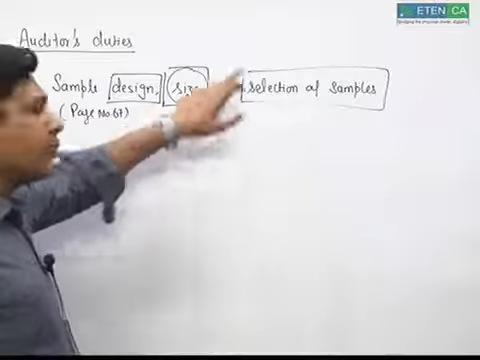 ETEN CA
Auditor's duties
Sample design, size selection of samples
(Page No. 67)